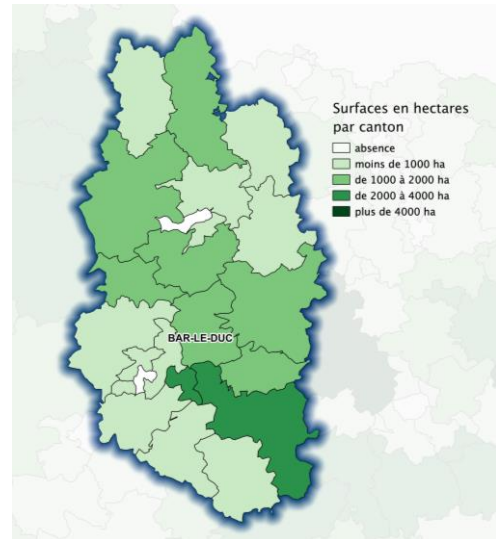 Surfaces en hectares
par canton
absence
moins de 1000 ha
de 1000 à 2000 ha
de 2000 à 4000 ha
plus de 4000 ha
BAR-LE-DUC